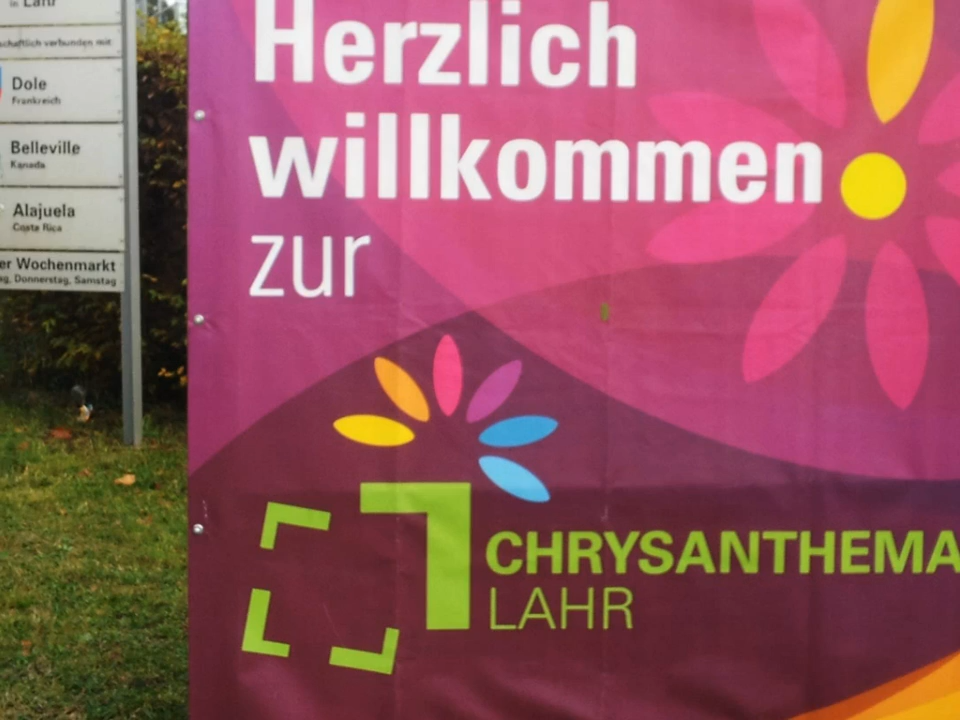 in Lahr
schaftlich verbunden mit
Dole
Frankreich
Belleville
Kanada
Alajuela
Costa Rica
er Wochenmarkt
ag, Donnerstag, Samstag
Herzlich
willkommen
zur
CHRYSANTHEMA
LAHR